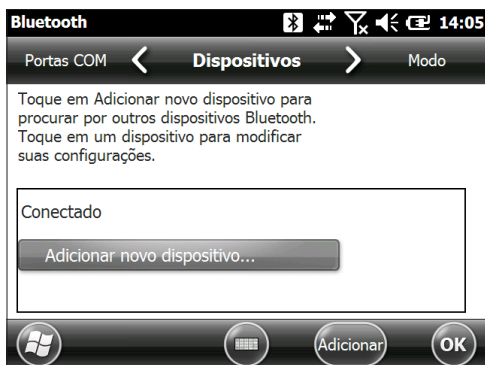 Bluetooth 14:05
Portas COM Dispositivos Modo
Toque em Adicionar novo dispositivo para
procurar por outros dispositivos Bluetooth.
Toque em um dispositivo para modificar
suas configurações.
Conectado
Adicionar novo dispositivo...
Adicionar OK